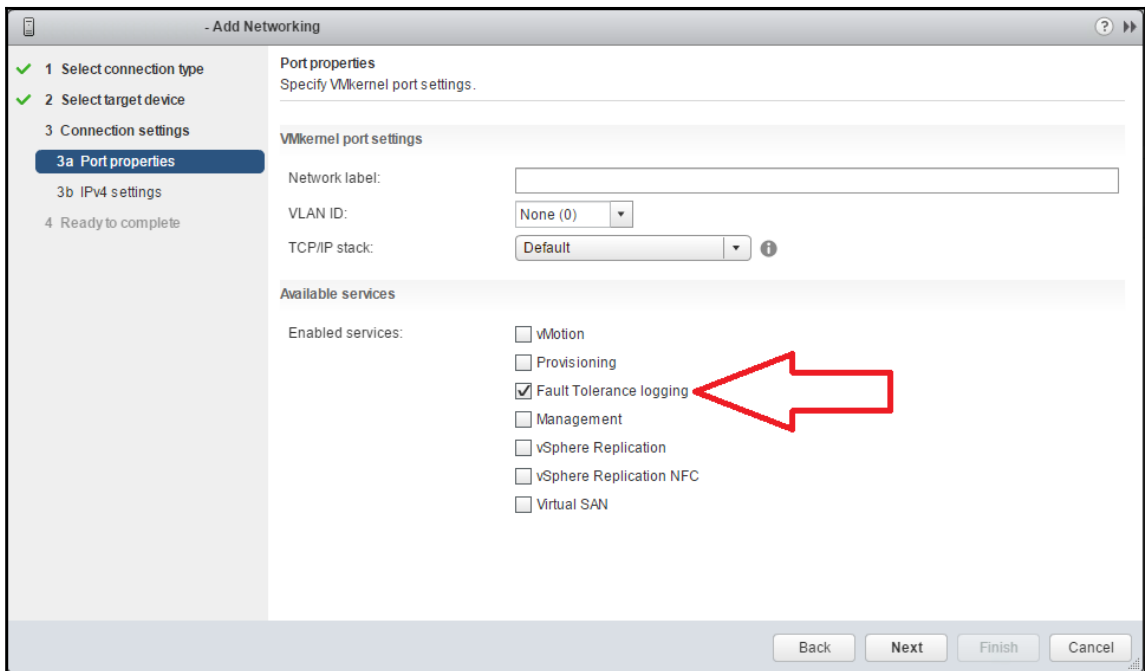 - Add Networking
1 Select connection type
2 Select target device
3 Connection settings
3a Port properties
3b IPv4 settings
4 Ready to complete
Port properties
Specify VMkernel port settings.
VMkernel port settings
Network label:
VLAN ID: None (0)
TCP/IP stack: Default
Available services
Enabled services: vMotion
Provisioning
Fault Tolerance logging
Management
vSphere Replication
vSphere Replication NFC
Virtual SAN
Back Next Finish Cancel